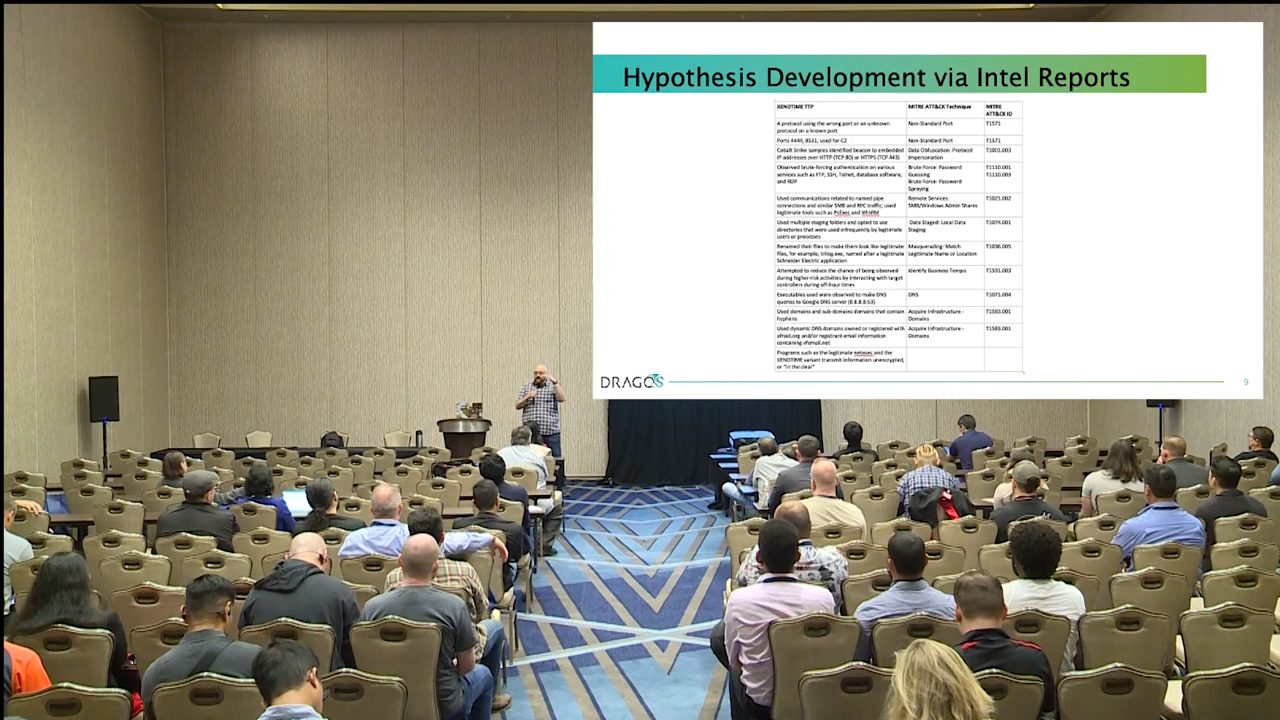 Hypothesis Development via Intel Reports
XENOTIME TTP MITRE ATT&CK Technique MITRE
ATT&CK ID
A protocol using the wrong port or an unknown Non-Standard Port T1571
protocol on a known port
Ports 4444, 8531, used for C2 Non-Standard Port T1571
Cobalt Strike samples identified beacon to embedded Data Obfuscation: Protocol T1001.003
IP addresses over HTTP (TCP 80) or HTTPS (TCP 443) Impersonation
Observed brute-forcing authentication on various Brute Force: Password T1110.001
services such as FTP, SSH, Telnet, database software, Guessing T1110.003
and RDP Brute Force: Password
Spraying
Used communications related to named pipe Remote Services: T1021.002
connections and similar SMB and RPC traffic; used SMB/Windows Admin Shares
legitimate tools such as PsExec and WinRM
Used multiple staging folders and opted to use Data Staged: Local Data T1074.001
directories that were used infrequently by legitimate Staging
users or processes
Renamed their files to make them look like legitimate Masquerading: Match T1036.005
files, for example, trilog.exe, named after a legitimate Legitimate Name or Location
Schneider Electric application
Attempted to reduce the chance of being observed Identify Business Tempo T1591.003
during higher-risk activities by interacting with target
controllers during off-hour times
Executables used were observed to make DNS DNS T1071.004
queries to Google DNS server (8.8.8.8:53)
Used domains and sub-domains domains that contain Acquire Infrastructure - T1583.001
hyphens Domains
Used dynamic DNS domains owned or registered with Acquire Infrastructure - T1583.001
afraid.org and/or registrant email information Domains
containing vfemail.net
Programs such as the legitimate netexec and the
XENOTIME variant transmit information unencrypted,
or "in the clear"
DRAGOS
9